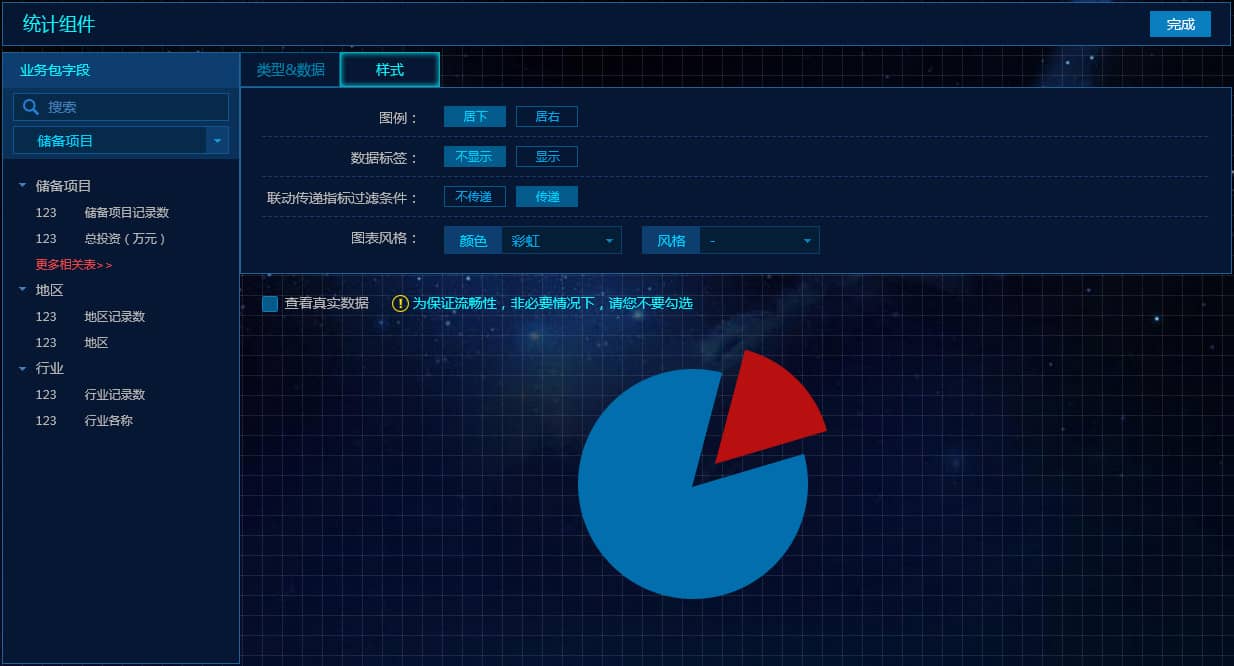 统计组件
完成
业务包字段
搜索
储备项目
储备项目
123 储备项目记录数
123 总投资（万元）
更多相关表>>
地区
123 地区记录数
123 地区
行业
123 行业记录数
123 行业各称
类型&数据 样式
图例： 居下 居右
数据标签： 不显示 显示
联动传递指标过滤条件： 不传递 传递
图表风格： 颜色 彩虹 风格 -
查看真实数据 ! 为保证流畅性，非必要情况下，请您不要勾选